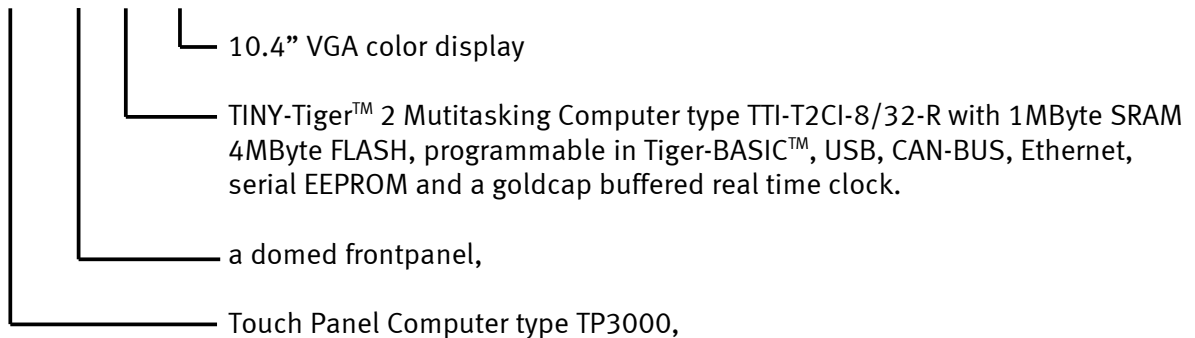 10.4” VGA color display
TINY-Tiger™ 2 Mutitasking Computer type TTI-T2CI-8/32-R with 1MByte SRAM
4MByte FLASH, programmable in Tiger-BASIC™, USB, CAN-BUS, Ethernet,
serial EEPROM and a goldcap buffered real time clock.
a domed frontpanel,
Touch Panel Computer type TP3000,